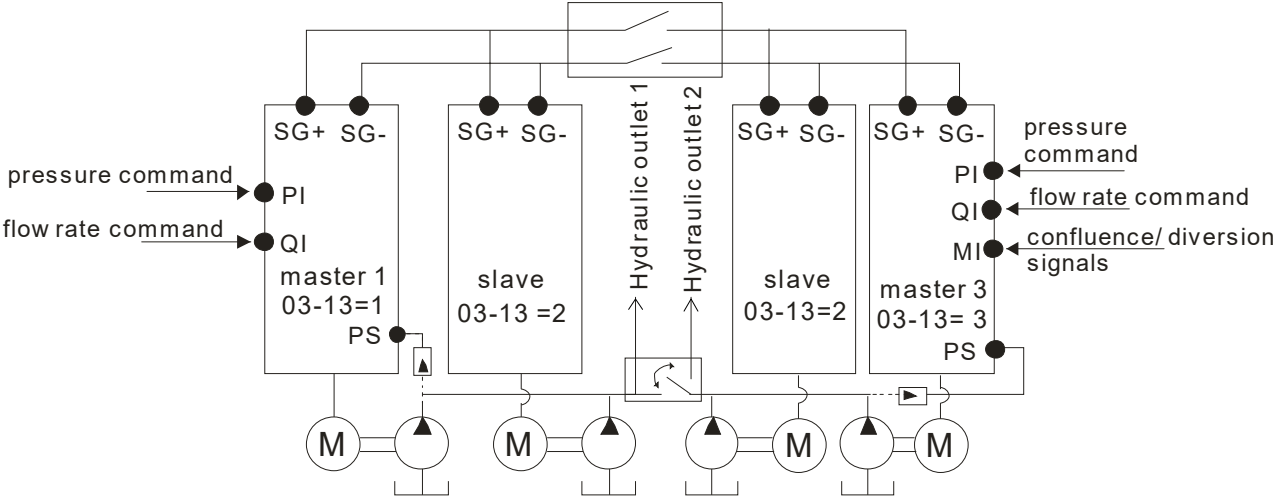 SG+ SG-
SG+ SG-
SG+ SG-
SG+ SG-
pressure command
PI
flow rate command
QI
master 1
03-13=1
PS
slave
03-13 =2
Hydraulic outlet 1
Hydraulic outlet 2
slave
03-13=2
pressure
command
PI
flow rate command
QI
confluence/ diversion
signals
MI
master 3
03-13= 3
PS
M
M
M
M